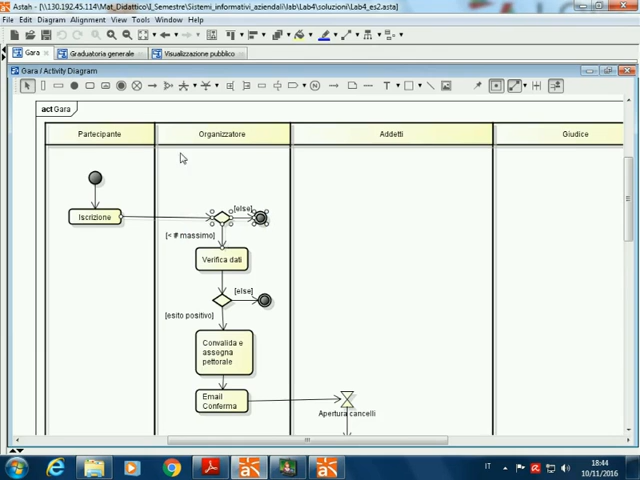 Astah - [\\130.192.45.114\Mat_Didattico\I_Semestre\Sistemi_informativi_aziendali\lab\Lab4\soluzioni\Lab4_es2.asta]
File Edit Diagram Alignment View Tools Window Help
Gara Graduatoria generale Visualizzazione pubblico
Gara / Activity Diagram
act Gara
Partecipante Organizzatore Addetti Giudice
[else]
Iscrizione
[< # massimo]
Verifica dati
[else]
[esito positivo]
Convalida e
assegna
pettorale
Email
Conferma
Apertura cancelli
IT
18:44
10/11/2016